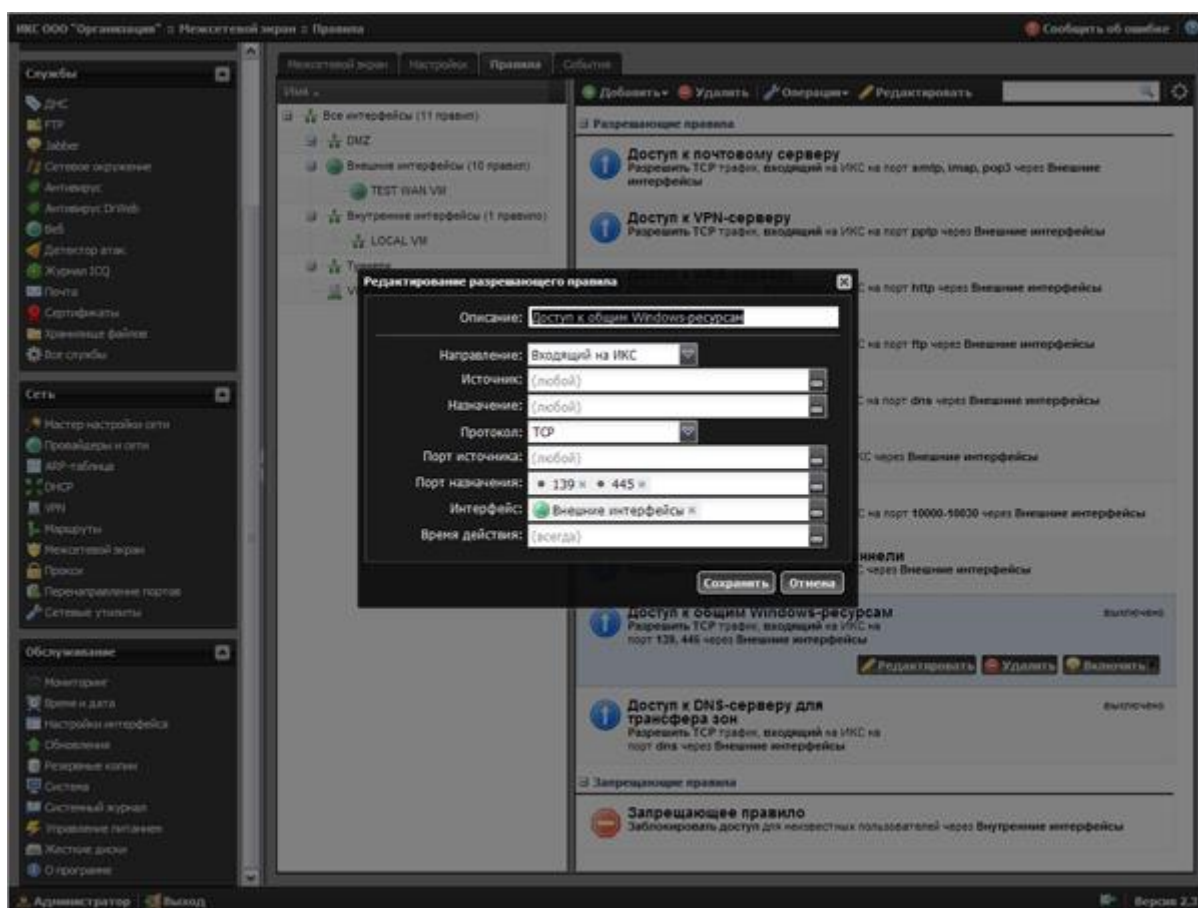 ИКС ООО "Организация" :: Межсетевой экран :: Правила
Сообщить об ошибке
Службы
ДНС
FTP
Jabber
Сетевое окружение
Антивирус
Антивирус DrWeb
Веб
Детектор атак
Журнал ICQ
Почта
Сертификаты
Хранилище файлов
Все службы
Сеть
Мастер настройки сети
Провайдеры и сети
ARP-таблица
DHCP
VPN
Маршруты
Межсетевой экран
Прокси
Перенаправление портов
Сетевые утилиты
Обслуживание
Мониторинг
Время и дата
Настройки интерфейса
Обновления
Резервные копии
Система
Системный журнал
Управление питанием
Жесткие диски
О программе
Администратор Выход
Межсетевой экран Настройки Правила События
Имя
Все интерфейсы (11 правил)
DMZ
Внешние интерфейсы (10 правил)
TEST WAN VM
Внутренние интерфейсы (1 правило)
LOCAL VM
Добавить Удалить Операции Редактировать
Разрешающие правила
Доступ к почтовому серверу
Разрешить TCP трафик, входящий на ИКС на порт smtp, imap, pop3 через Внешние
интерфейсы
Доступ к VPN-серверу
Разрешить TCP трафик, входящий на ИКС на порт pptp через Внешние интерфейсы
на порт http через Внешние интерфейсы
на порт ftp через Внешние интерфейсы
на порт dns через Внешние интерфейсы
через Внешние интерфейсы
на порт 10000-10030 через Внешние интерфейсы
ннели
через Внешние интерфейсы
Доступ к общим Windows-ресурсам выключено
Разрешить TCP трафик, входящий на ИКС на
порт 139, 445 через Внешние интерфейсы
Редактировать Удалить Включить
Доступ к DNS-серверу для выключено
трансфера зон
Разрешить TCP трафик, входящий на ИКС на
порт dns через Внешние интерфейсы
Запрещающие правила
Запрещающее правило
Заблокировать доступ для неизвестных пользователей через Внутренние интерфейсы
Редактирование разрешающего правила
Описание: Доступ к общим Windows-ресурсам
Направление: Входящий на ИКС
Источник: (любой)
Назначение: (любой)
Протокол: TCP
Порт источника: (любой)
Порт назначения: 139 445
Интерфейс: Внешние интерфейсы
Время действия: (всегда)
Сохранить Отмена
Версия 2.3